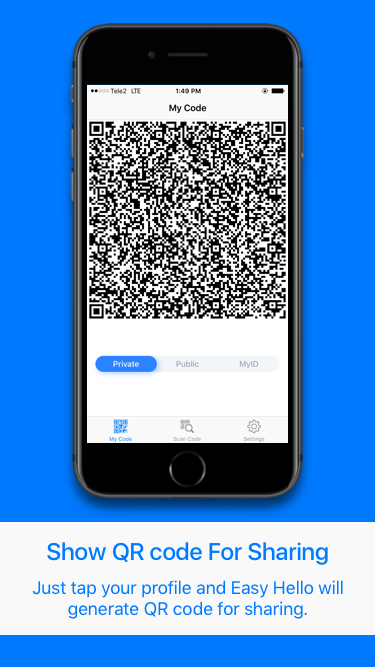 Tele2 LTE 1:49 PM
My Code
Private Public MyID
My Code Scan Code Settings
Show QR code For Sharing
Just tap your profile and Easy Hello will
generate QR code for sharing.